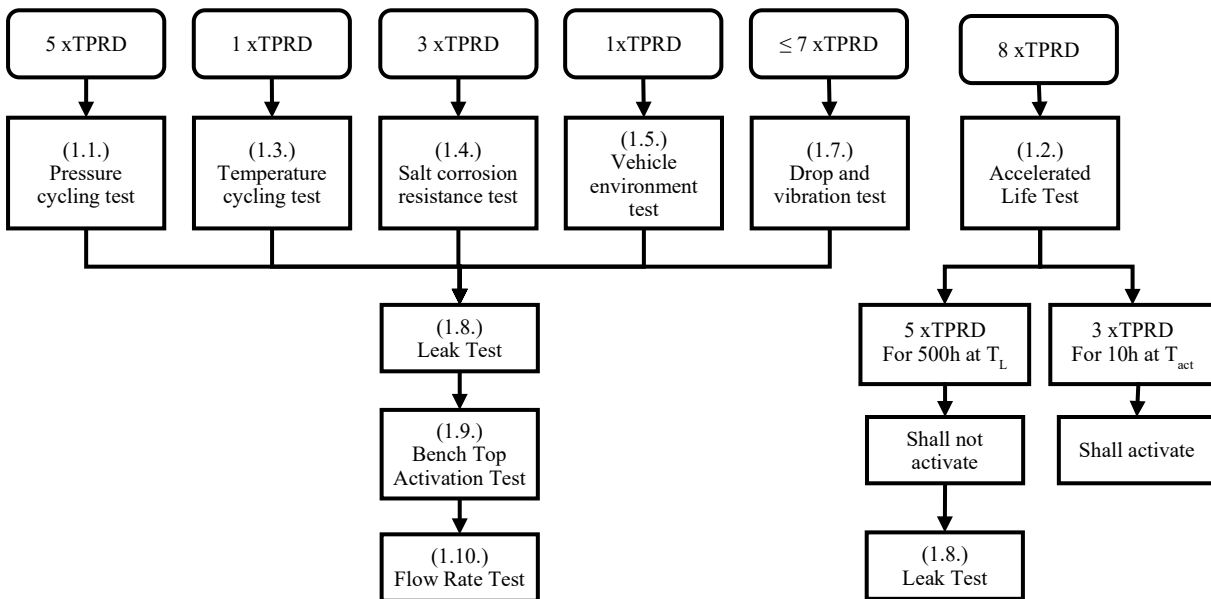 5 xTPRD
1 xTPRD
3 xTPRD
1xTPRD
≤ 7 xTPRD
8 xTPRD
(1.1.)
Pressure
cycling test
(1.3.)
Temperature
cycling test
(1.4.)
Salt corrosion
resistance test
(1.5.)
Vehicle
environment
test
(1.7.)
Drop and
vibration test
(1.2.)
Accelerated
Life Test
(1.8.)
Leak Test
(1.9.)
Bench Top
Activation Test
(1.10.)
Flow Rate Test
5 xTPRD
For 500h at T_L
3 xTPRD
For 10h at T_act
Shall not
activate
Shall activate
(1.8.)
Leak Test